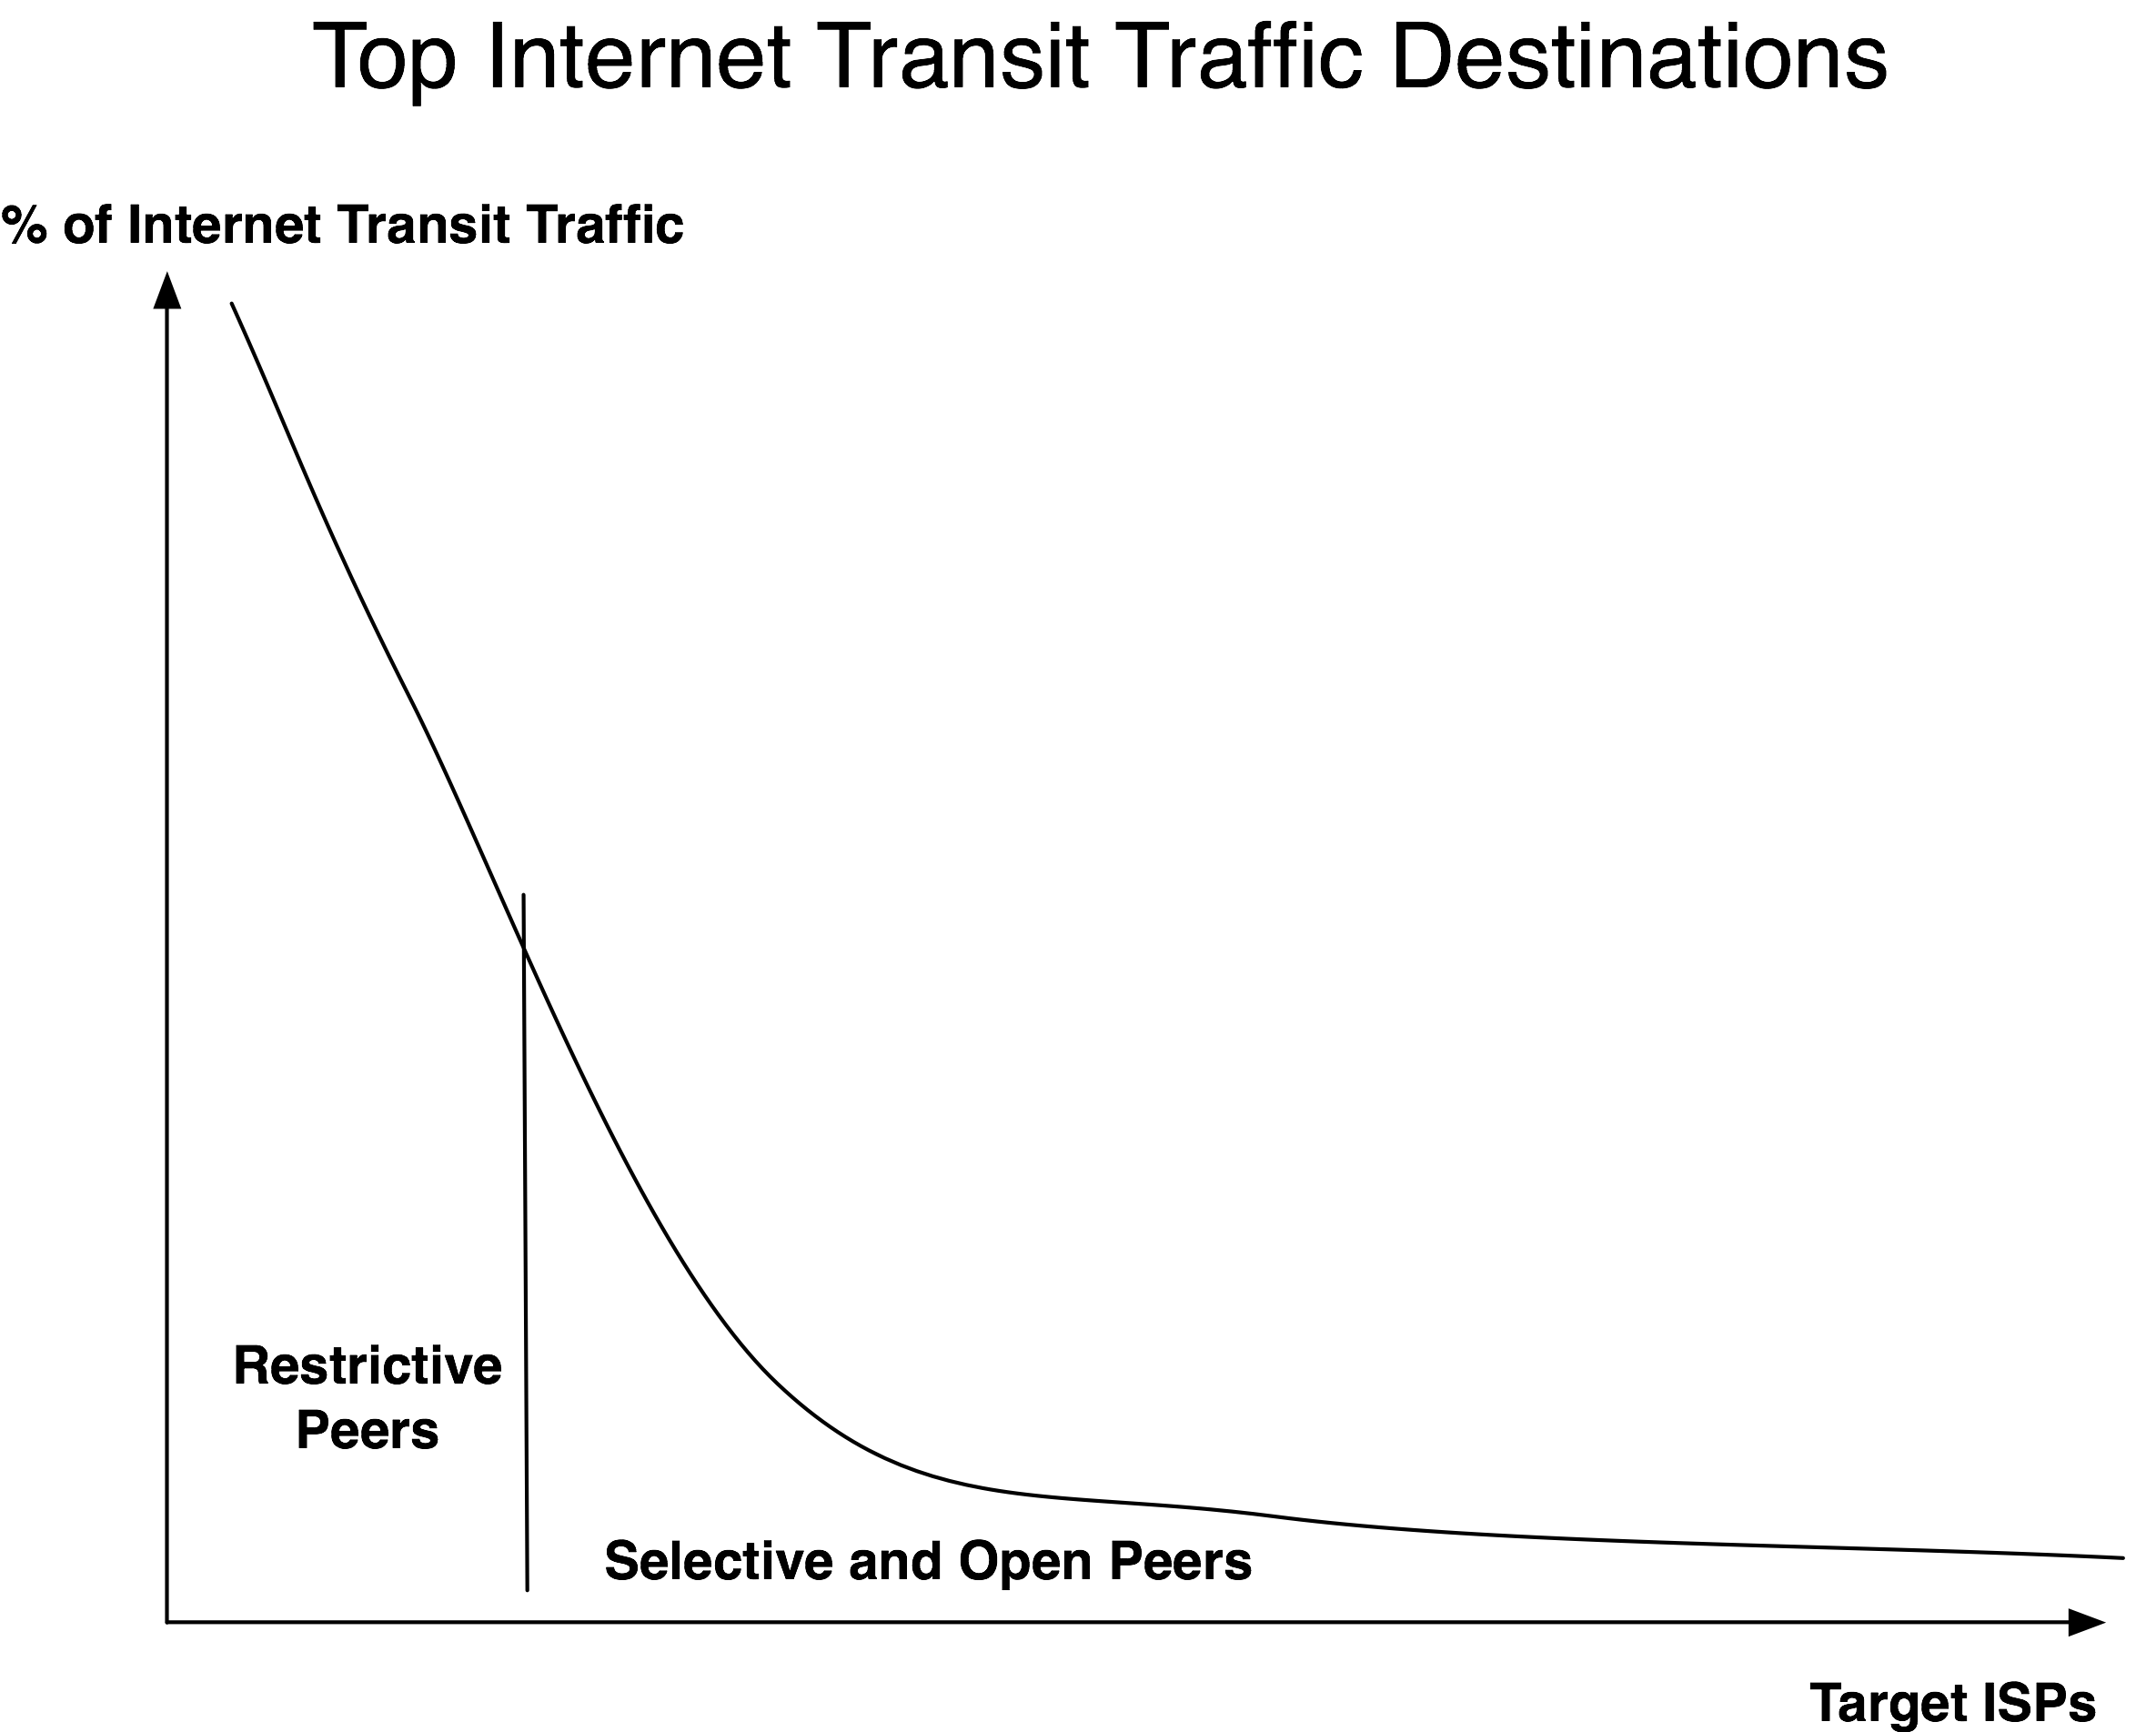 Top Internet Transit Traffic Destinations
% of Internet Transit Traffic
Restrictive
Peers
Selective and Open Peers
Target ISPs